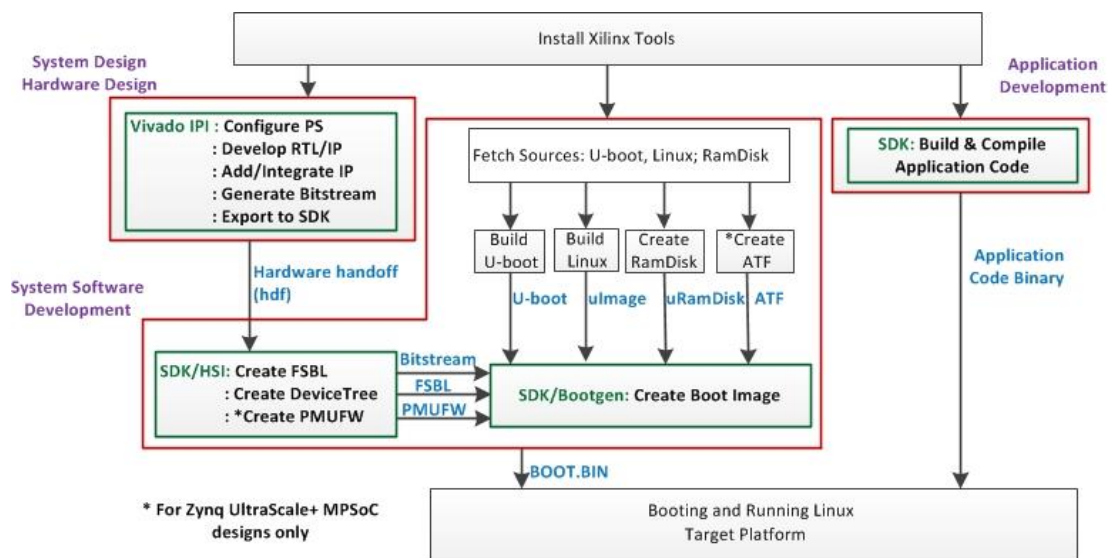 Install Xilinx Tools
System Design
Hardware Design
Application
Development
Vivado IPI : Configure PS
: Develop RTL/IP
: Add/Integrate IP
: Generate Bitstream
: Export to SDK
Fetch Sources: U-boot, Linux; RamDisk
SDK: Build & Compile
Application Code
Build
U-boot
Build
Linux
Create
RamDisk
*Create
ATF
Hardware handoff
(hdf)
Application
Code Binary
System Software
Development
U-boot
uImage
uRamDisk
ATF
SDK/HSI: Create FSBL
: Create DeviceTree
: *Create PMUFW
Bitstream
FSBL
PMUFW
SDK/Bootgen: Create Boot Image
BOOT.BIN
* For Zynq UltraScale+ MPSoC
designs only
Booting and Running Linux
Target Platform